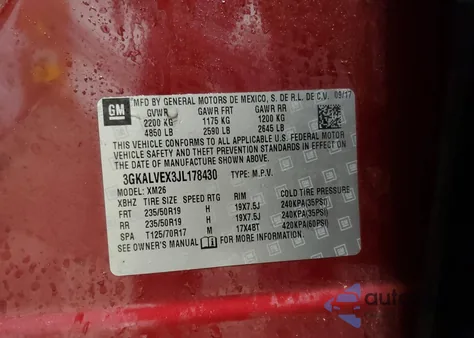 GM
MFD BY GENERAL MOTORS DE MEXICO, S. DE R.L. DE C.V. 09/17
GVWR GAWR FRT GAWR RR
2200 KG 1175 KG 1200 KG
4850 LB 2590 LB 2645 LB
THIS VEHICLE CONFORMS TO ALL APPLICABLE U.S. FEDERAL MOTOR
VEHICLE SAFETY AND THEFT PREVENTION STANDARDS IN EFFECT ON
THE DATE OF MANUFACTURE SHOWN ABOVE.
3GKALVEX3JL178430 TYPE: M.P.V.
MODEL: XM26
XBHZ TIRE SIZE SPEED RTG RIM COLD TIRE PRESSURE
FRT 235/50R19 H 19X7.5J 240KPA(35PSI)
RR 235/50R19 H 19X7.5J 240KPA(35PSI)
SPA T125/70R17 M 17X4BT 420KPA(60PSI)
SEE OWNER'S MANUAL FOR MORE INFORMATION